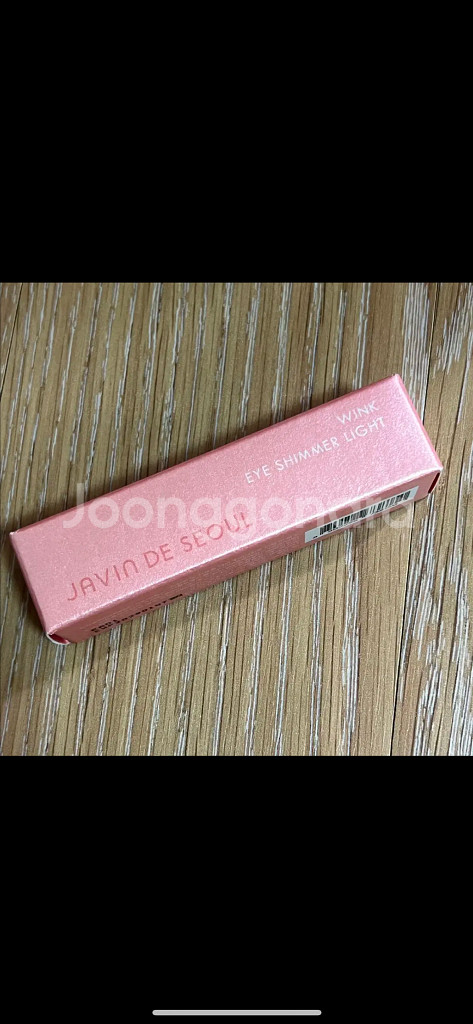 WINK
EYE SHIMMER LIGHT
Joonggonara
JAVIN DE SEOUL